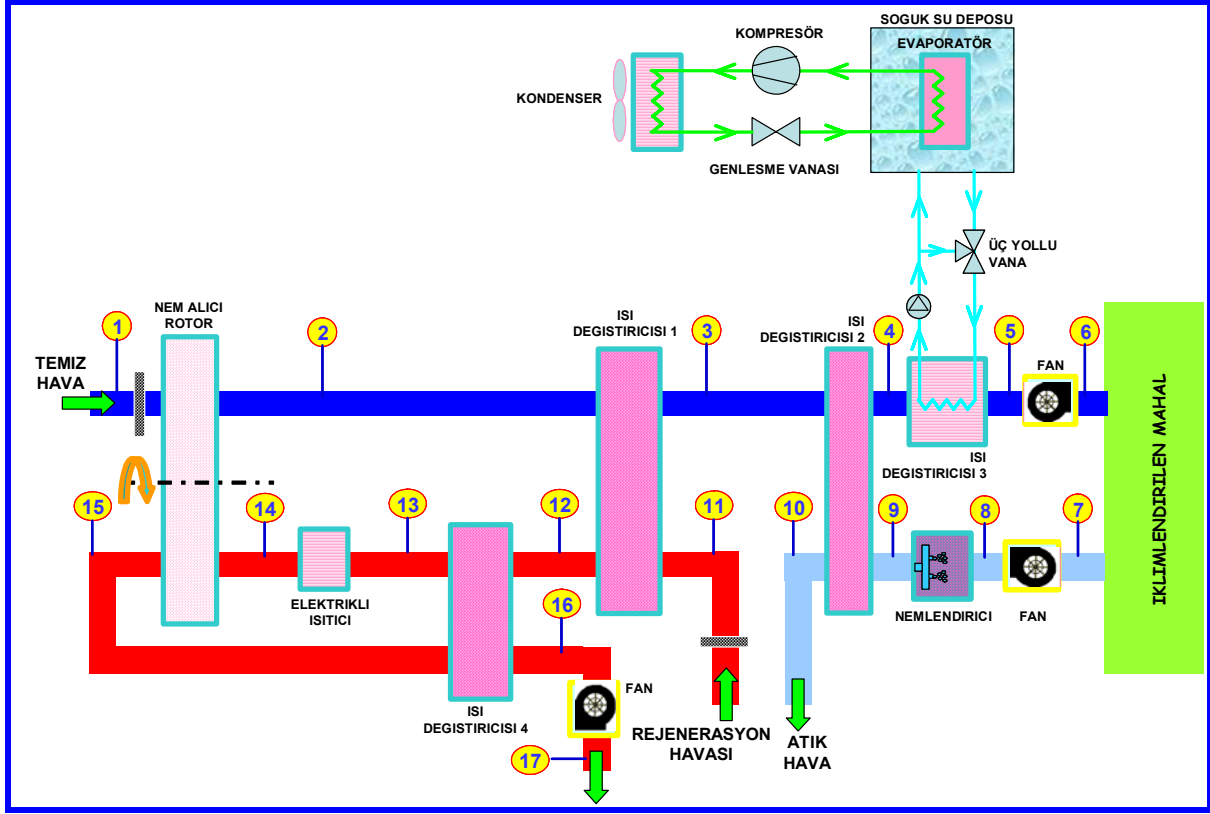 SOGUK SU DEPOSU
KOMPRESÖR
EVAPORATÖR
KONDENSER
GENLESME VANASI
ÜÇ YOLLU
VANA
NEM ALICI
ROTOR
ISI
DEGISTIRICISI 1
ISI
DEGISTIRICISI 2
1
2
3
4
5
6
TEMIZ
HAVA
FAN
ISI
DEGISTIRICISI 3
IKLIMLENDIRILEN MAHAL
15
14
13
12
11
10
9
8
7
ELEKTRIKLI
ISITICI
NEMLENDIRICI
FAN
16
FAN
ISI
DEGISTIRICISI 4
REJENERASYON
HAVASI
ATIK
HAVA
17